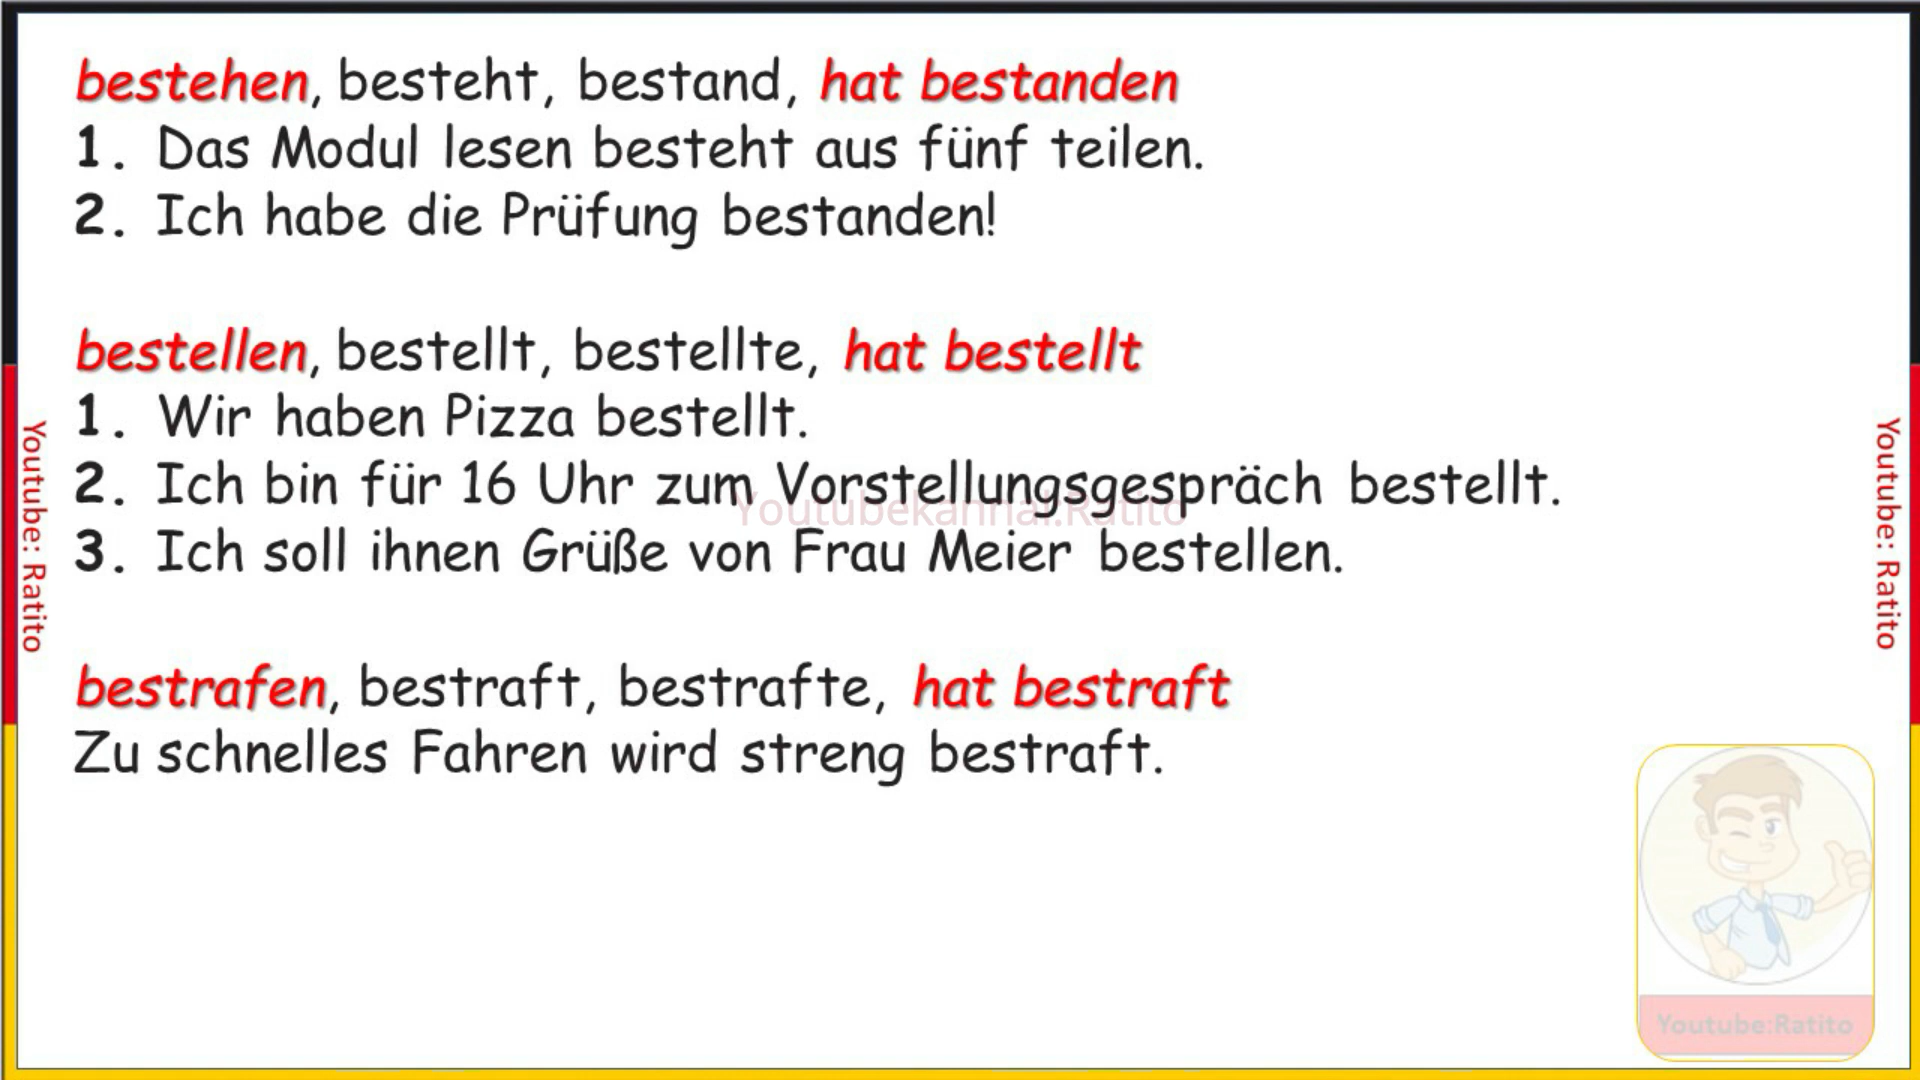 bestehen, besteht, bestand, hat bestanden
1. Das Modul lesen besteht aus fünf teilen.
2. Ich habe die Prüfung bestanden!
bestellen, bestellt, bestellte, hat bestellt
1. Wir haben Pizza bestellt.
2. Ich bin für 16 Uhr zum Vorstellungsgespräch bestellt.
Youtubekannal:Ratito
3. Ich soll ihnen Grüße von Frau Meier bestellen.
bestrafen, bestraft, bestrafte, hat bestraft
Zu schnelles Fahren wird streng bestraft.
Youtube: Ratito
Youtube: Ratito
Youtube:Ratito